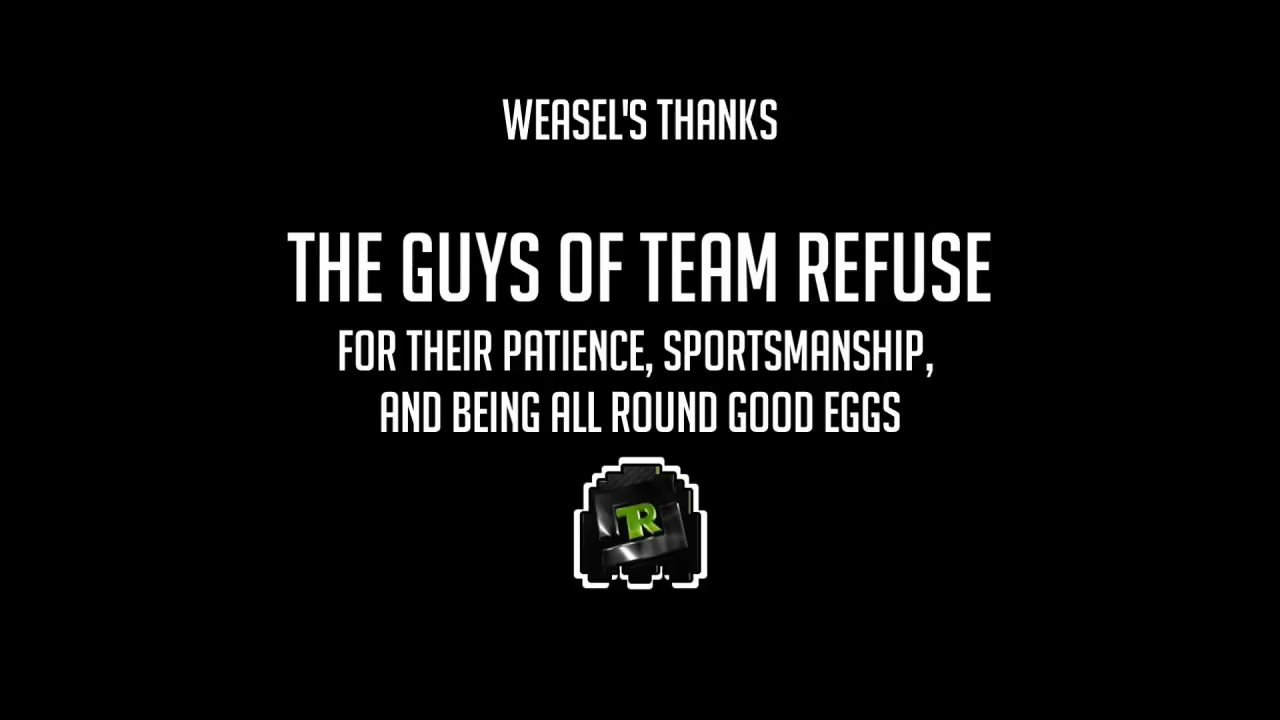 WEASEL'S THANKS
THE GUYS OF TEAM REFUSE
FOR THEIR PATIENCE, SPORTSMANSHIP,
AND BEING ALL ROUND GOOD EGGS
TR